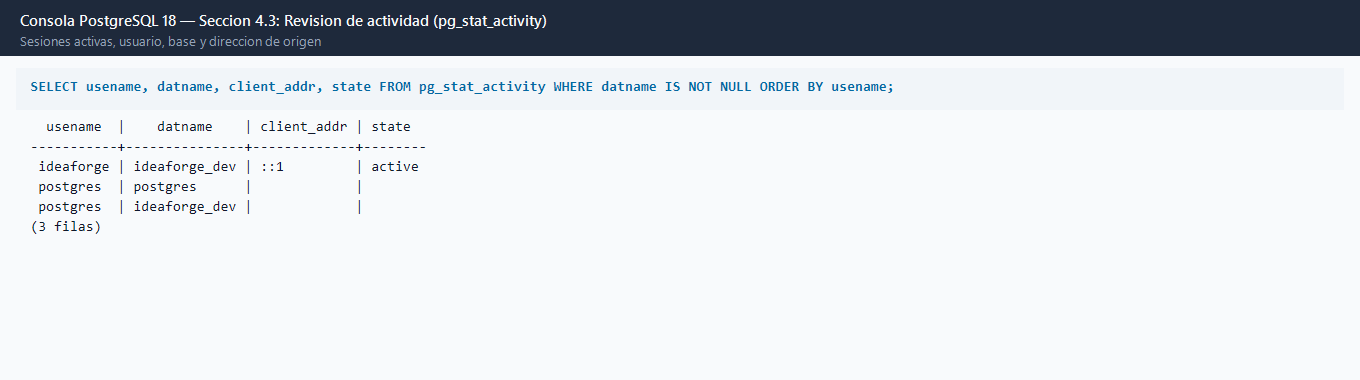 Consola PostgreSQL 18 — Seccion 4.3: Revision de actividad (pg_stat_activity)
Sesiones activas, usuario, base y direccion de origen
SELECT usename, datname, client_addr, state FROM pg_stat_activity WHERE datname IS NOT NULL ORDER BY usename;
  usename  |    datname    | client_addr | state
-----------+---------------+-------------+--------
 ideaforge | ideaforge_dev | ::1         | active
 postgres  | postgres      |             |
 postgres  | ideaforge_dev |             |
(3 filas)